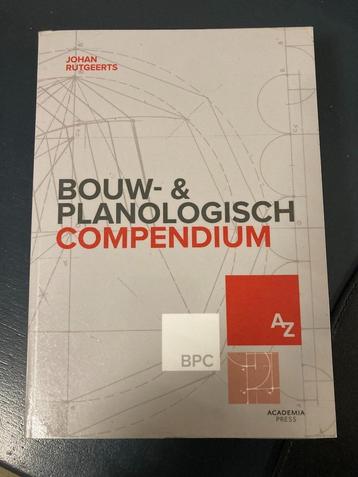 JOHAN
RUTGEERTS
BOUW- &
PLANOLOGISCH
COMPENDIUM
AZ
BPC
ACADEMIA
PRESS